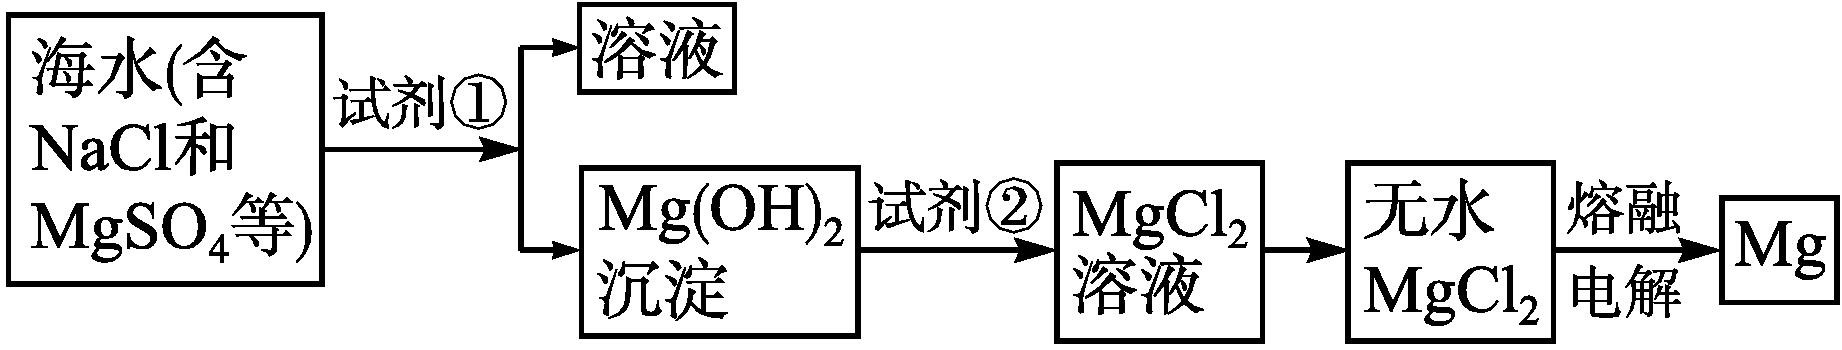 海水(含
NaCl和
MgSO₄等)
试剂①
溶液
Mg(OH)₂
沉淀
试剂②
MgCl₂
溶液
无水
MgCl₂
熔融
电解
Mg